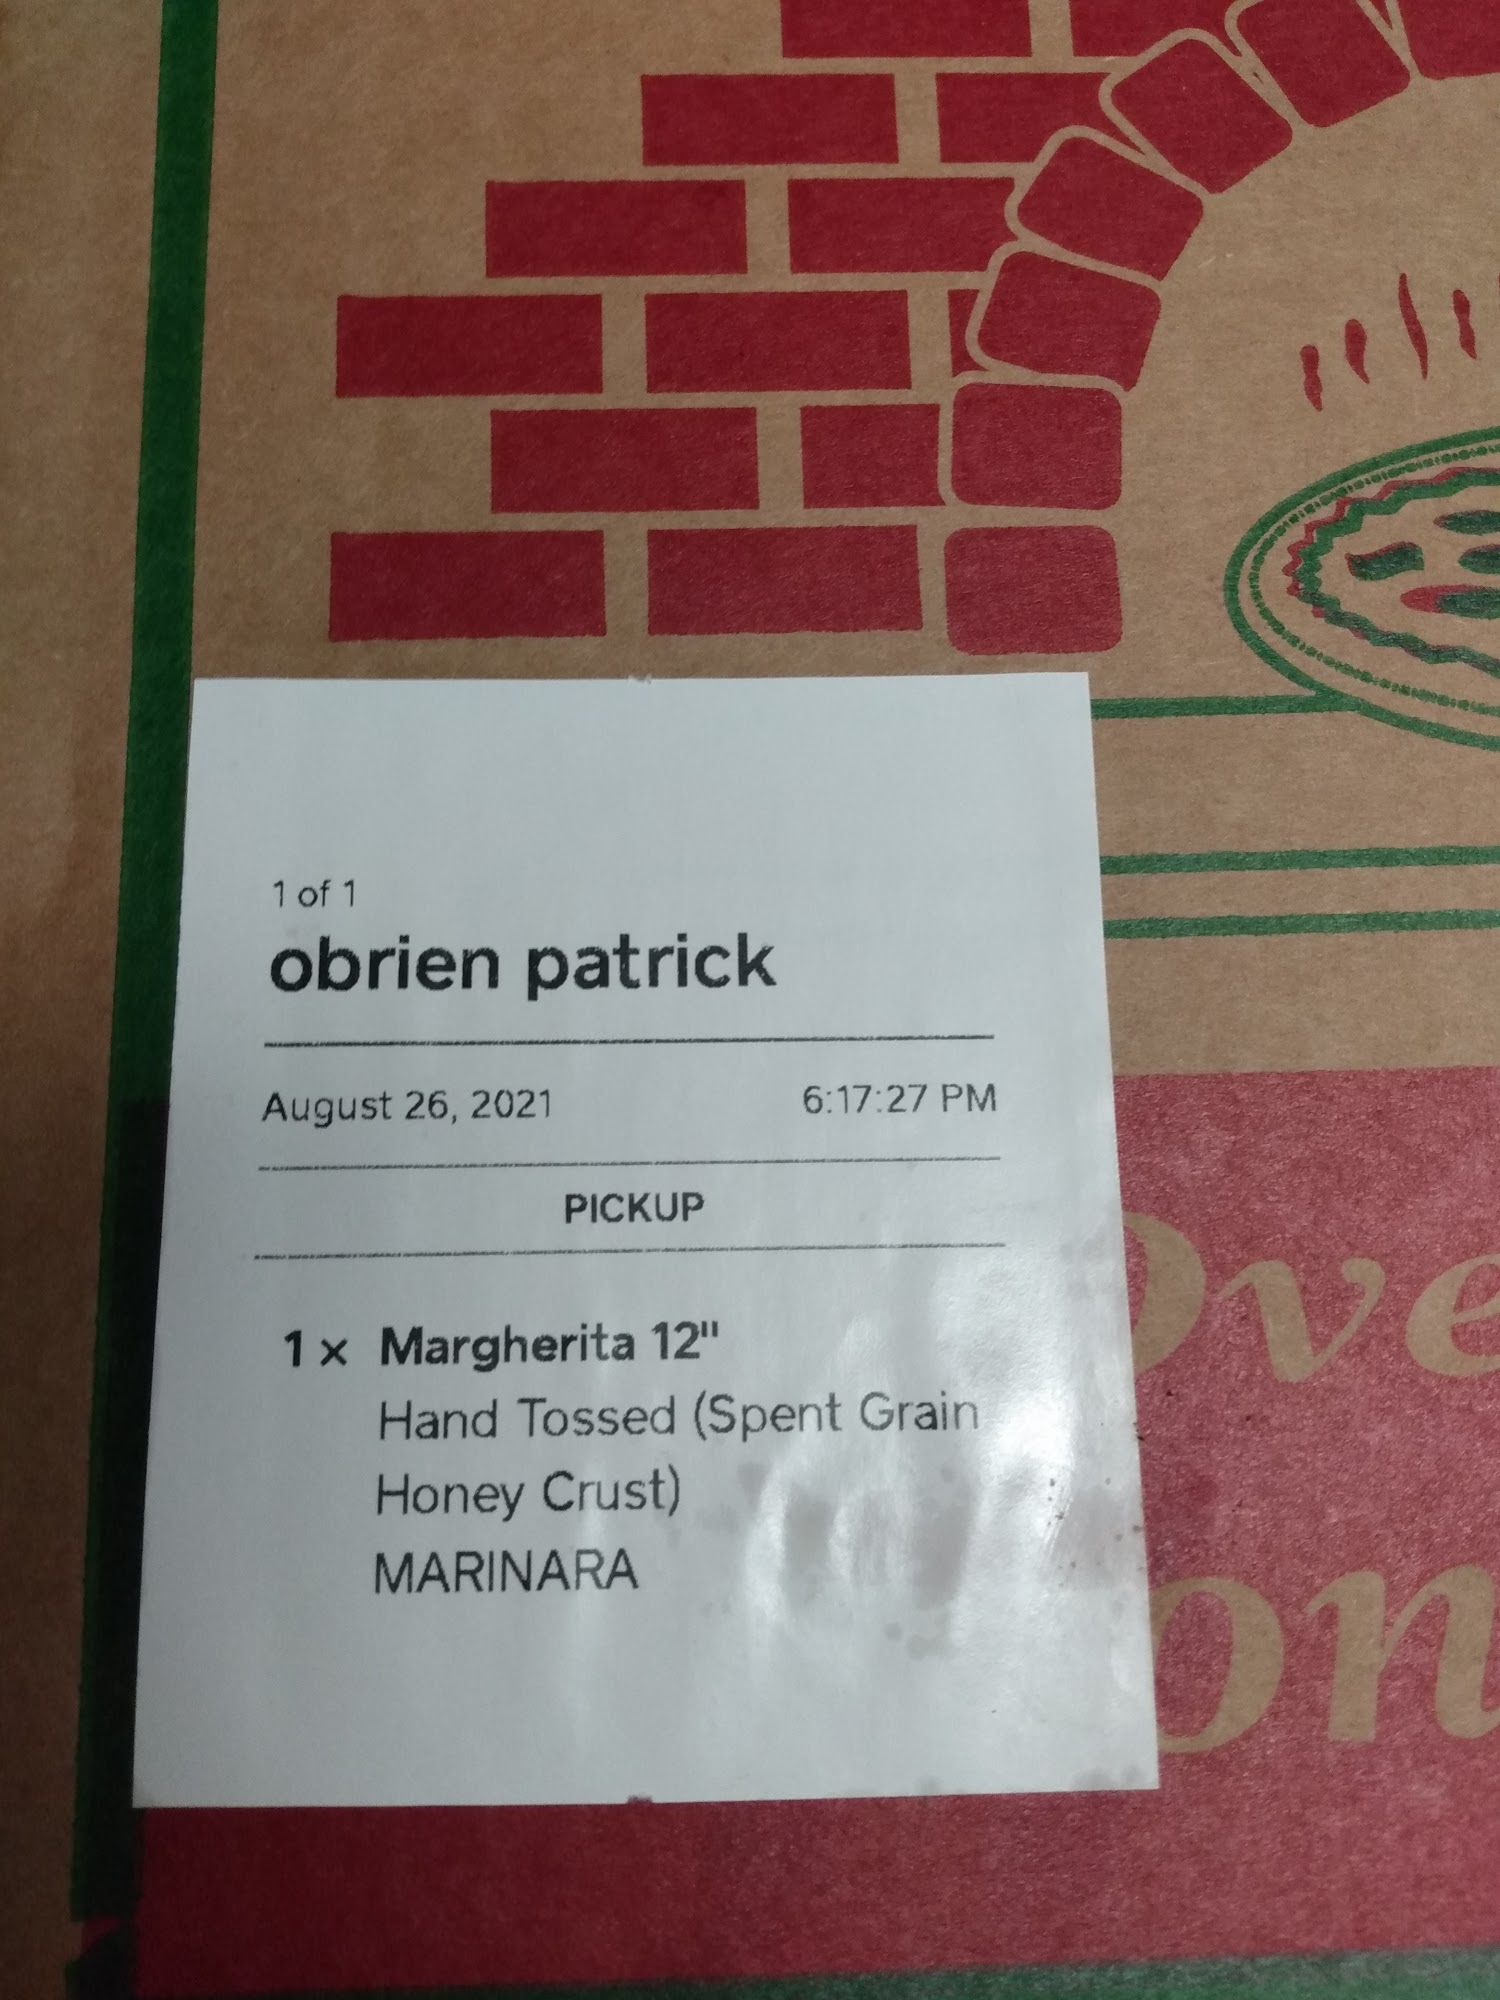 1 of 1
obrien patrick
August 26, 2021 6:17:27 PM
PICKUP
1 x Margherita 12"
Hand Tossed (Spent Grain
Honey Crust)
MARINARA